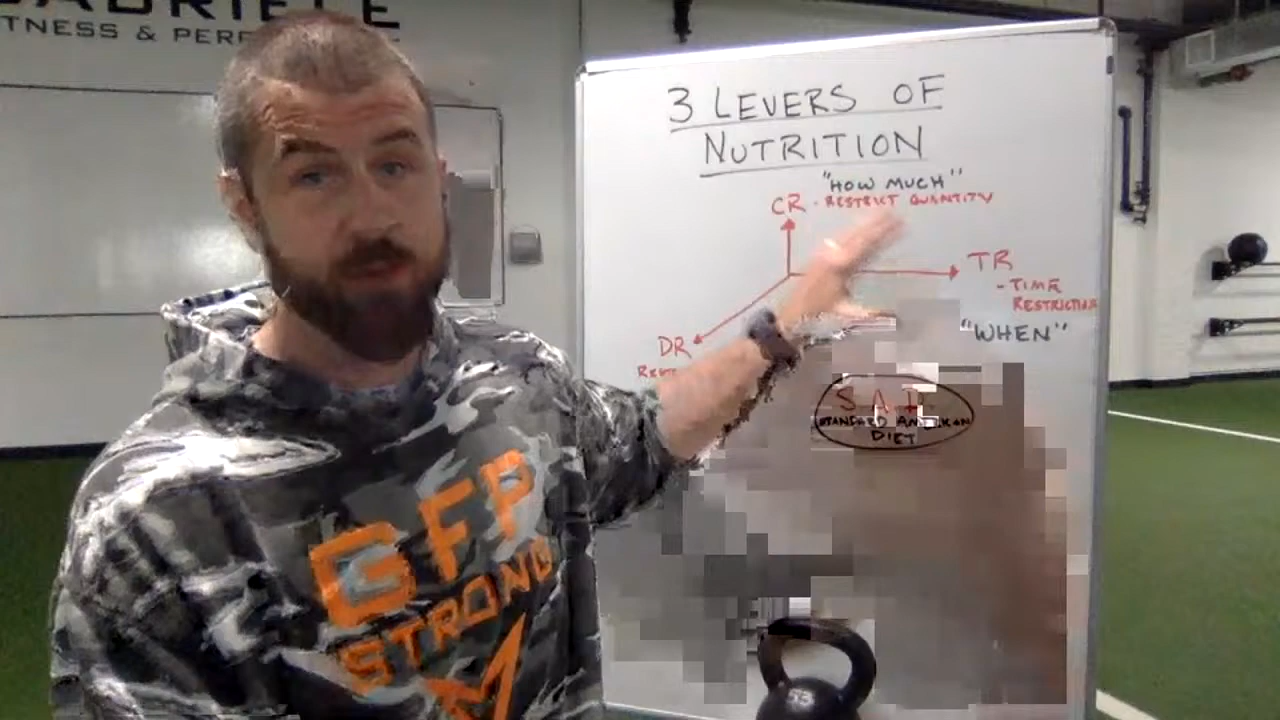 TNESS & PERF
3 LEVERS OF
NUTRITION
"HOW MUCH"
CR - RESTRICT QUANTITY
TR
- TIME
RESTRICTION
"WHEN"
DR
S A D
STANDARD AMERICAN
DIET
GFP
STRONG
53